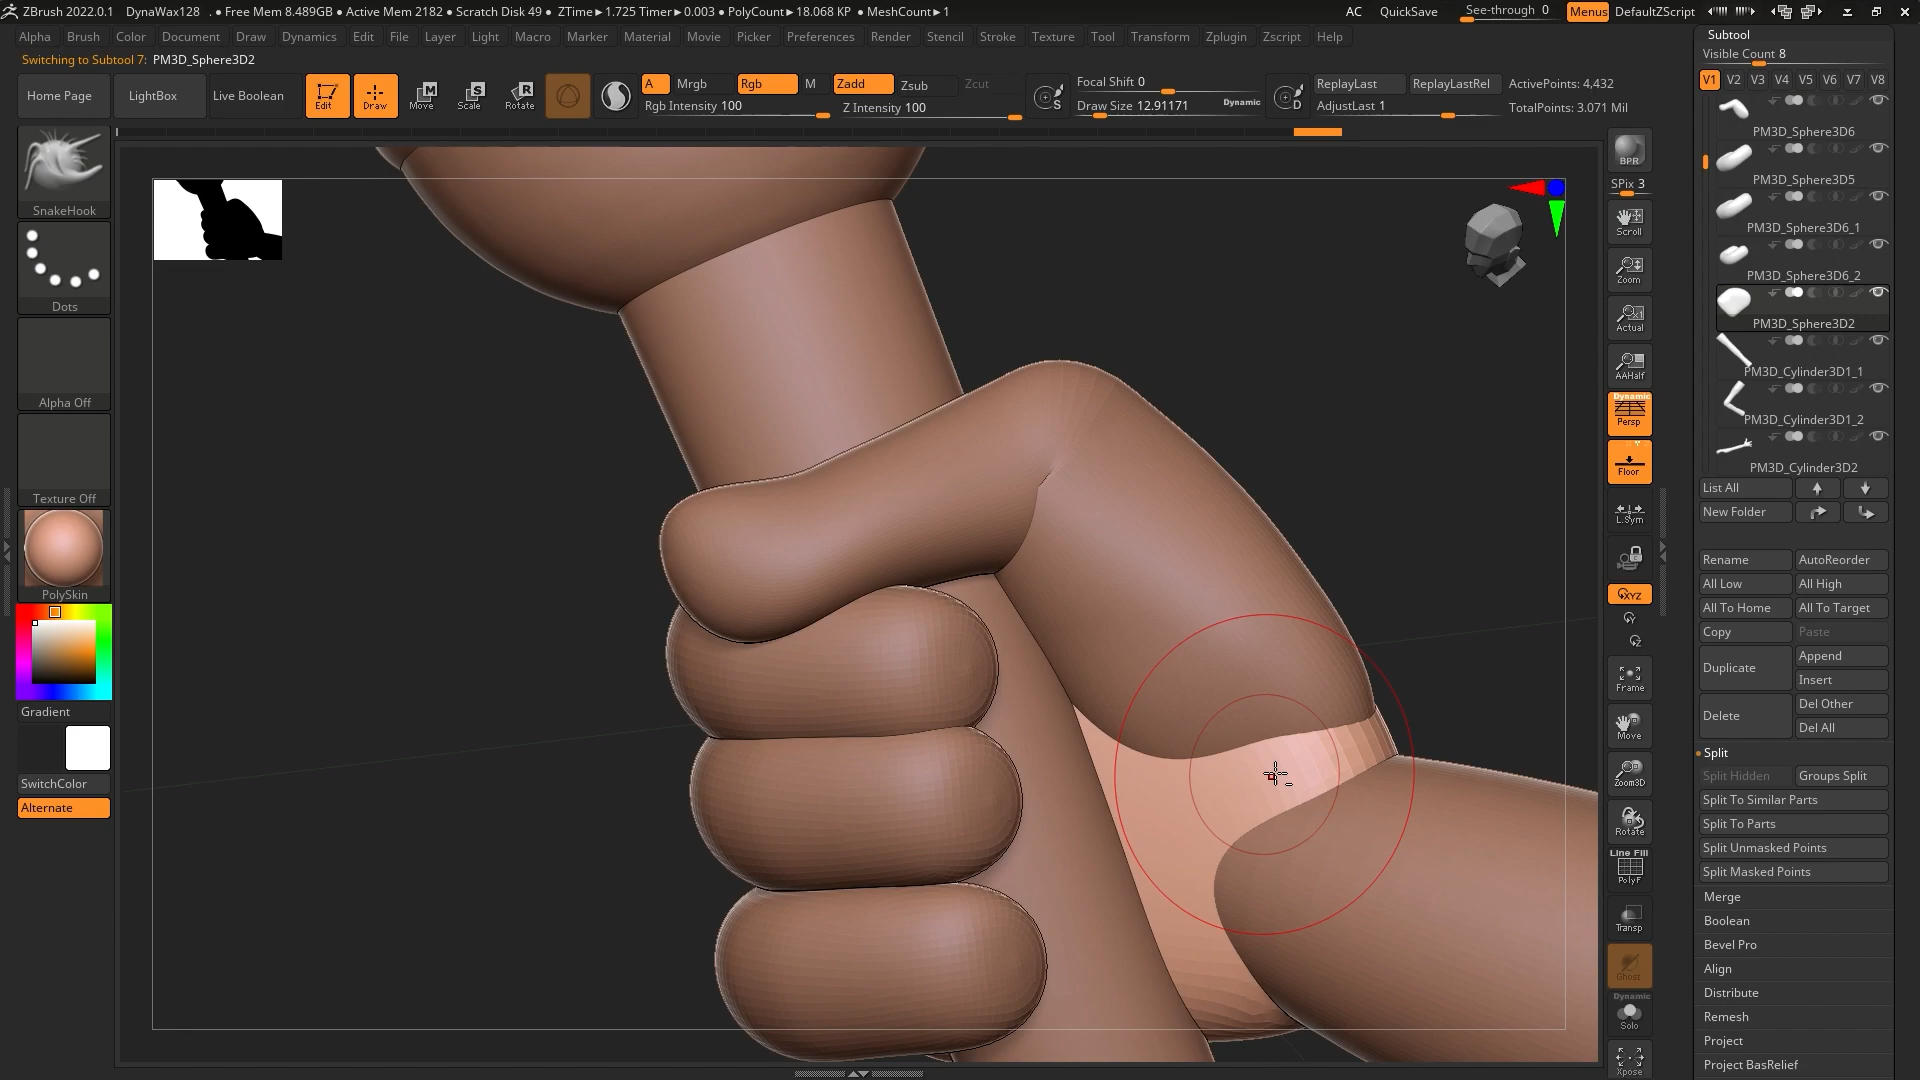 ZBrush 2022.0.1 DynaWax128 . ● Free Mem 8.489GB ● Active Mem 2182 ● Scratch Disk 49 ● ZTime►1.725 Timer►0.003 ● PolyCount►18.068 KP ● MeshCount►1 AC QuickSave See-through 0 Menus DefaultZScript
Alpha Brush Color Document Draw Dynamics Edit File Layer Light Macro Marker Material Movie Picker Preferences Render Stencil Stroke Texture Tool Transform Zplugin Zscript Help
Switching to Subtool 7: PM3D_Sphere3D2
Home Page LightBox Live Boolean Edit Draw Move Scale Rotate
A Mrgb Rgb M Zadd Zsub Zcut
Rgb Intensity 100 Z Intensity 100
Focal Shift 0
Draw Size 12.91171 Dynamic
ReplayLast ReplayLastRel ActivePoints: 4,432
AdjustLast 1 TotalPoints: 3.071 Mil
SnakeHook
Dots
Alpha Off
Texture Off
PolySkin
Gradient
SwitchColor
Alternate
BPR
SPix 3
Scroll
Zoom
Actual
AAHalf
Dynamic
Persp
Floor
L.Sym
XYZ
Y
Z
Frame
Move
Zoom3D
Rotate
Line Fill
PolyF
Transp
Ghost
Dynamic
Solo
Xpose
Subtool
Visible Count 8
V1 V2 V3 V4 V5 V6 V7 V8
PM3D_Sphere3D6
PM3D_Sphere3D5
PM3D_Sphere3D6_1
PM3D_Sphere3D6_2
PM3D_Sphere3D2
PM3D_Cylinder3D1_1
PM3D_Cylinder3D1_2
PM3D_Cylinder3D2
List All
New Folder
Rename AutoReorder
All Low All High
All To Home All To Target
Copy Paste
Duplicate Append
Insert
Delete Del Other
Del All
Split
Split Hidden Groups Split
Split To Similar Parts
Split To Parts
Split Unmasked Points
Split Masked Points
Merge
Boolean
Bevel Pro
Align
Distribute
Remesh
Project
Project BasRelief